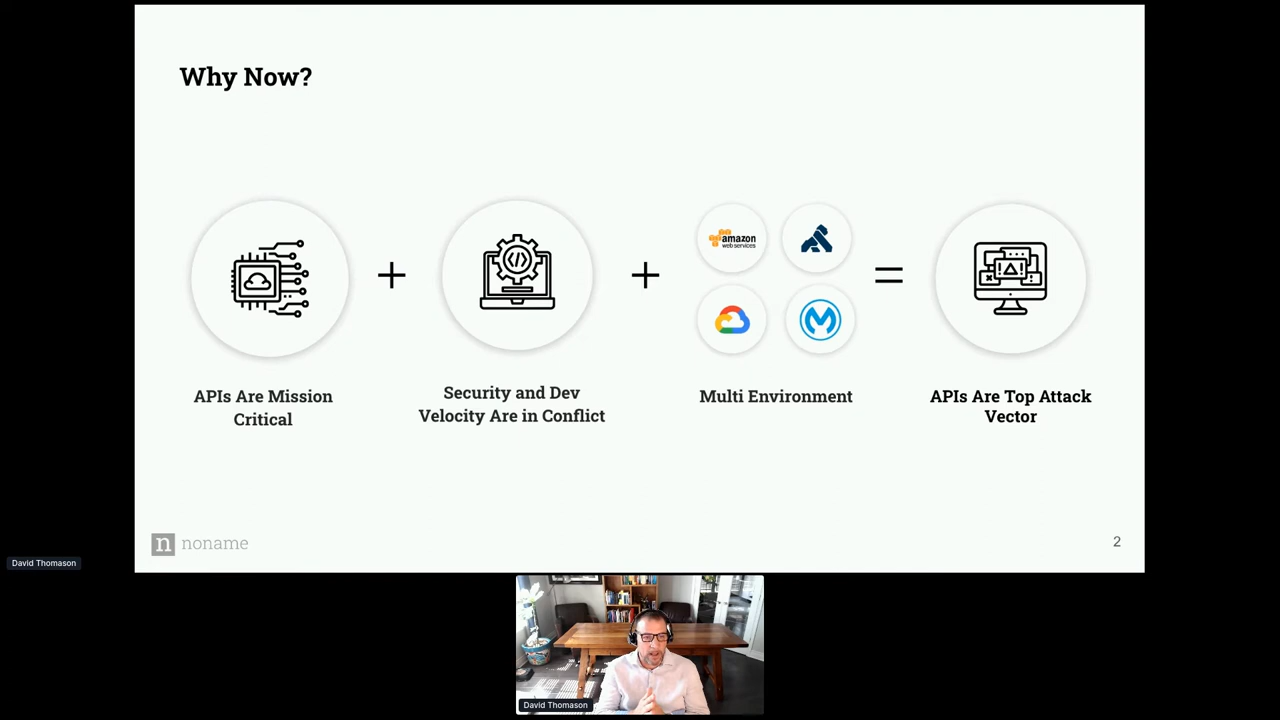 Why Now?
amazon
web services
APIs Are Mission
Critical
Security and Dev
Velocity Are in Conflict
Multi Environment
APIs Are Top Attack
Vector
n noname
2
David Thomason
David Thomason